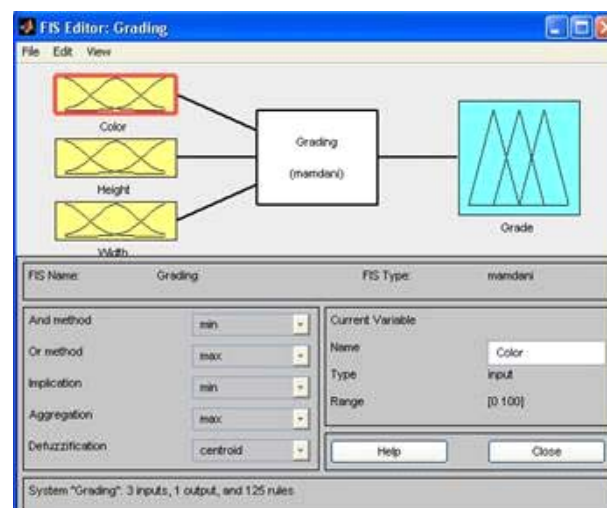 FIS Editor: Grading
File Edit View
Color
Height
Width
Grading
(mamdani)
Grade
FIS Name: Grading FIS Type: mamdani
And method min
Or method max
Implication min
Aggregation max
Defuzzification centroid
Current Variable
Name Color
Type input
Range [0 100]
Help Close
System "Grading": 3 inputs, 1 output, and 125 rules